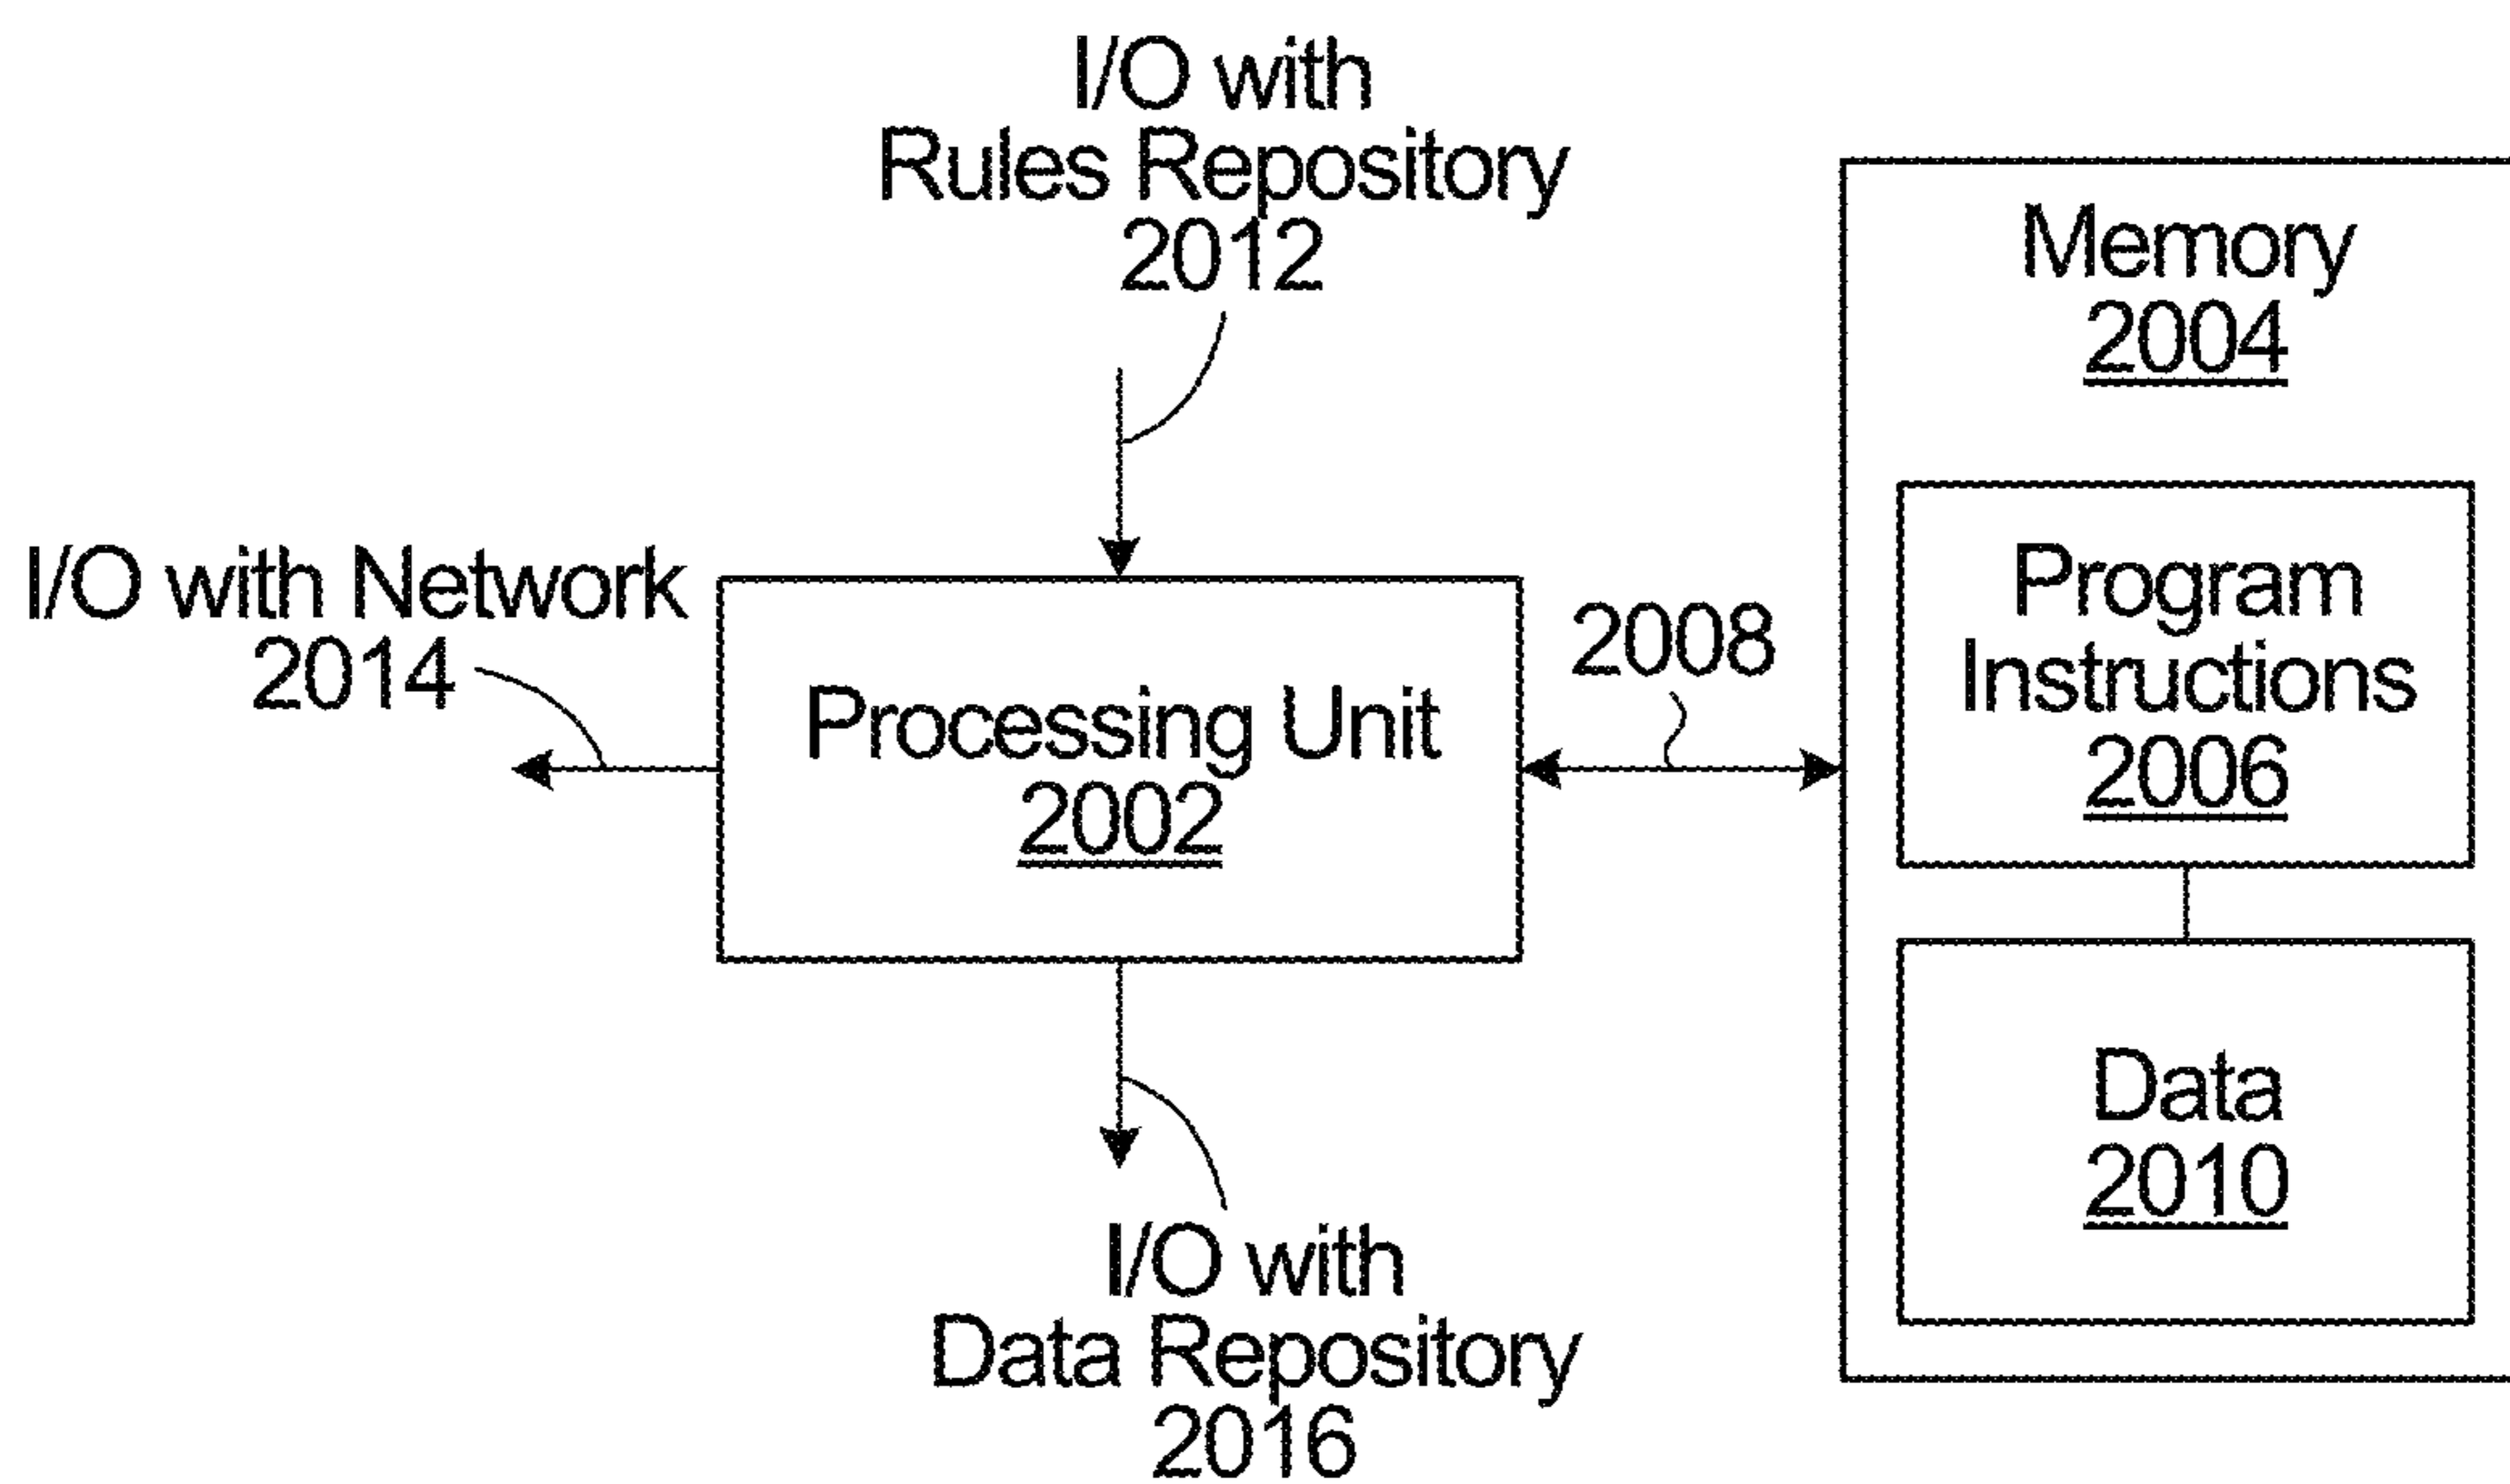 I/O with
Rules Repository
2012
Memory
2004
I/O with Network
2014
Processing Unit
2002
2008
Program
Instructions
2006
Data
2010
I/O with
Data Repository
2016